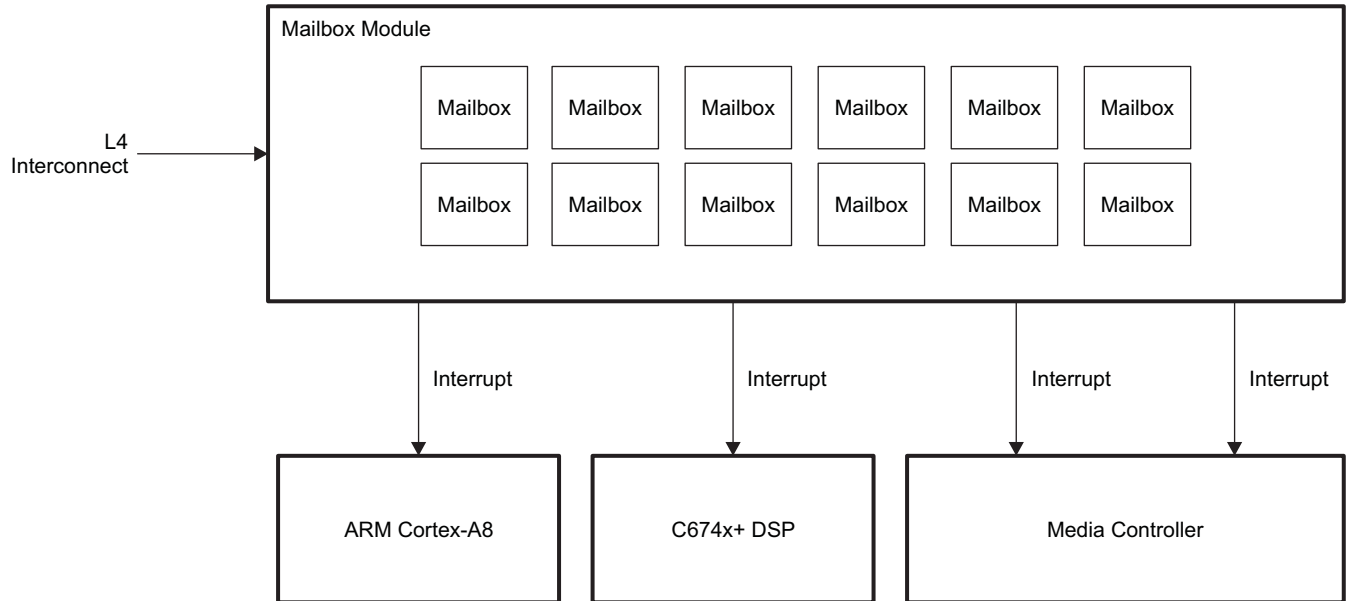 Mailbox Module
Mailbox Mailbox Mailbox Mailbox Mailbox Mailbox
L4
Interconnect
Mailbox Mailbox Mailbox Mailbox Mailbox Mailbox
Interrupt Interrupt Interrupt Interrupt
ARM Cortex-A8 C674x+ DSP Media Controller